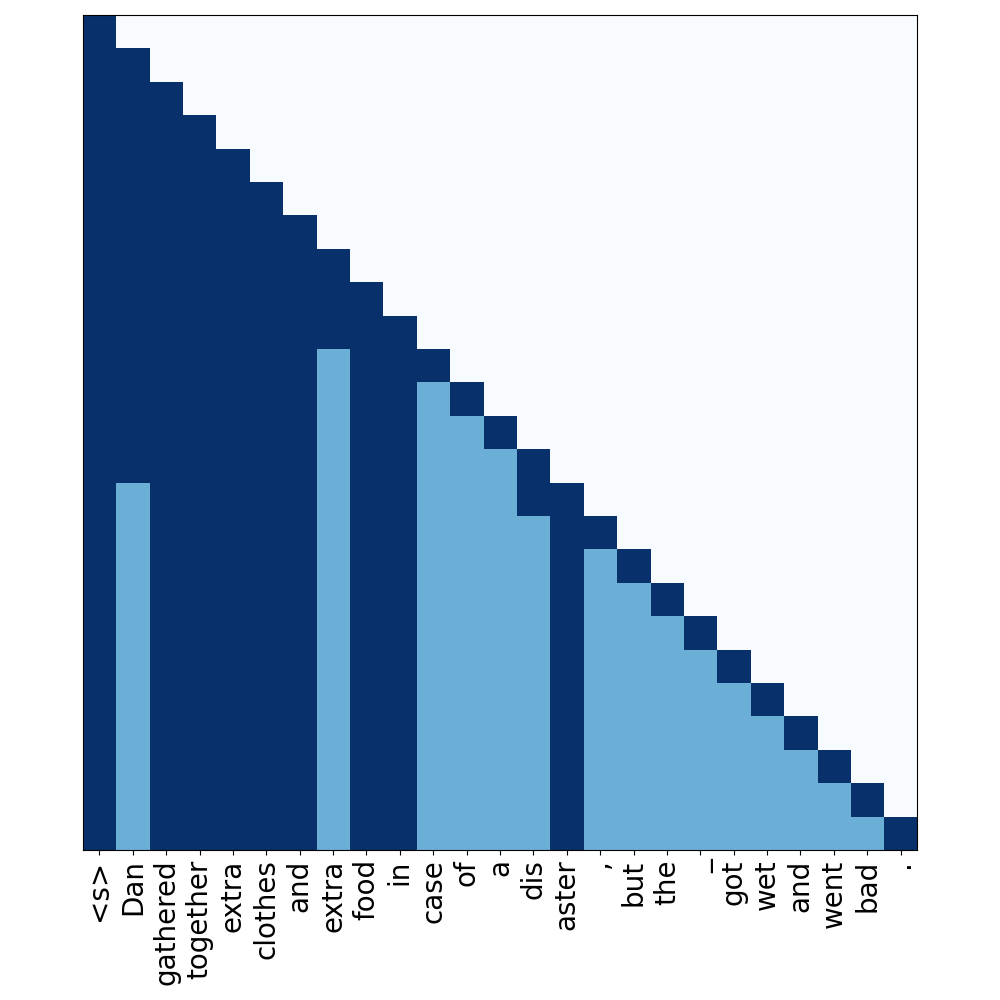 <s> Dan gathered together extra clothes and extra food in case of a dis aster , but the _ got wet and went bad .